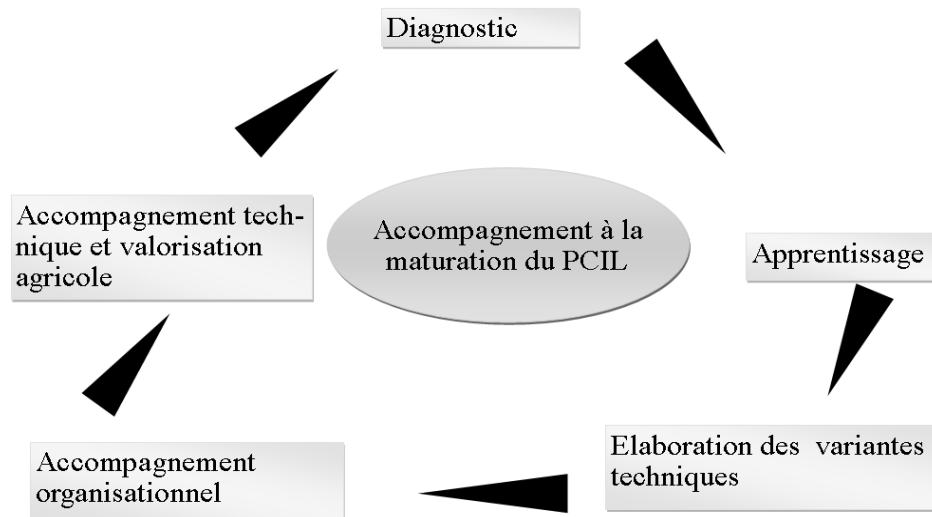 Diagnostic
Accompagnement tech-
nique et valorisation
agricole
Accompagnement à la
maturation du PCIL
Apprentissage
Accompagnement
organisationnel
Elaboration des variantes
techniques